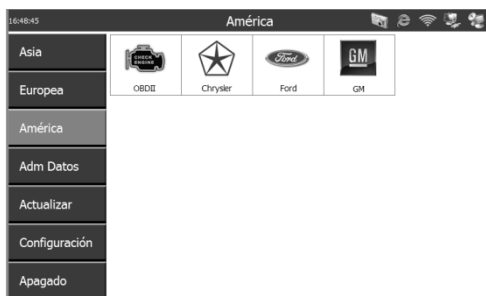 16:48:45
América
Asia
Europea
América
Adm Datos
Actualizar
Configuración
Apagado
CHECK
ENGINE
Ford
GM
OBDII
Chrysler
Ford
GM